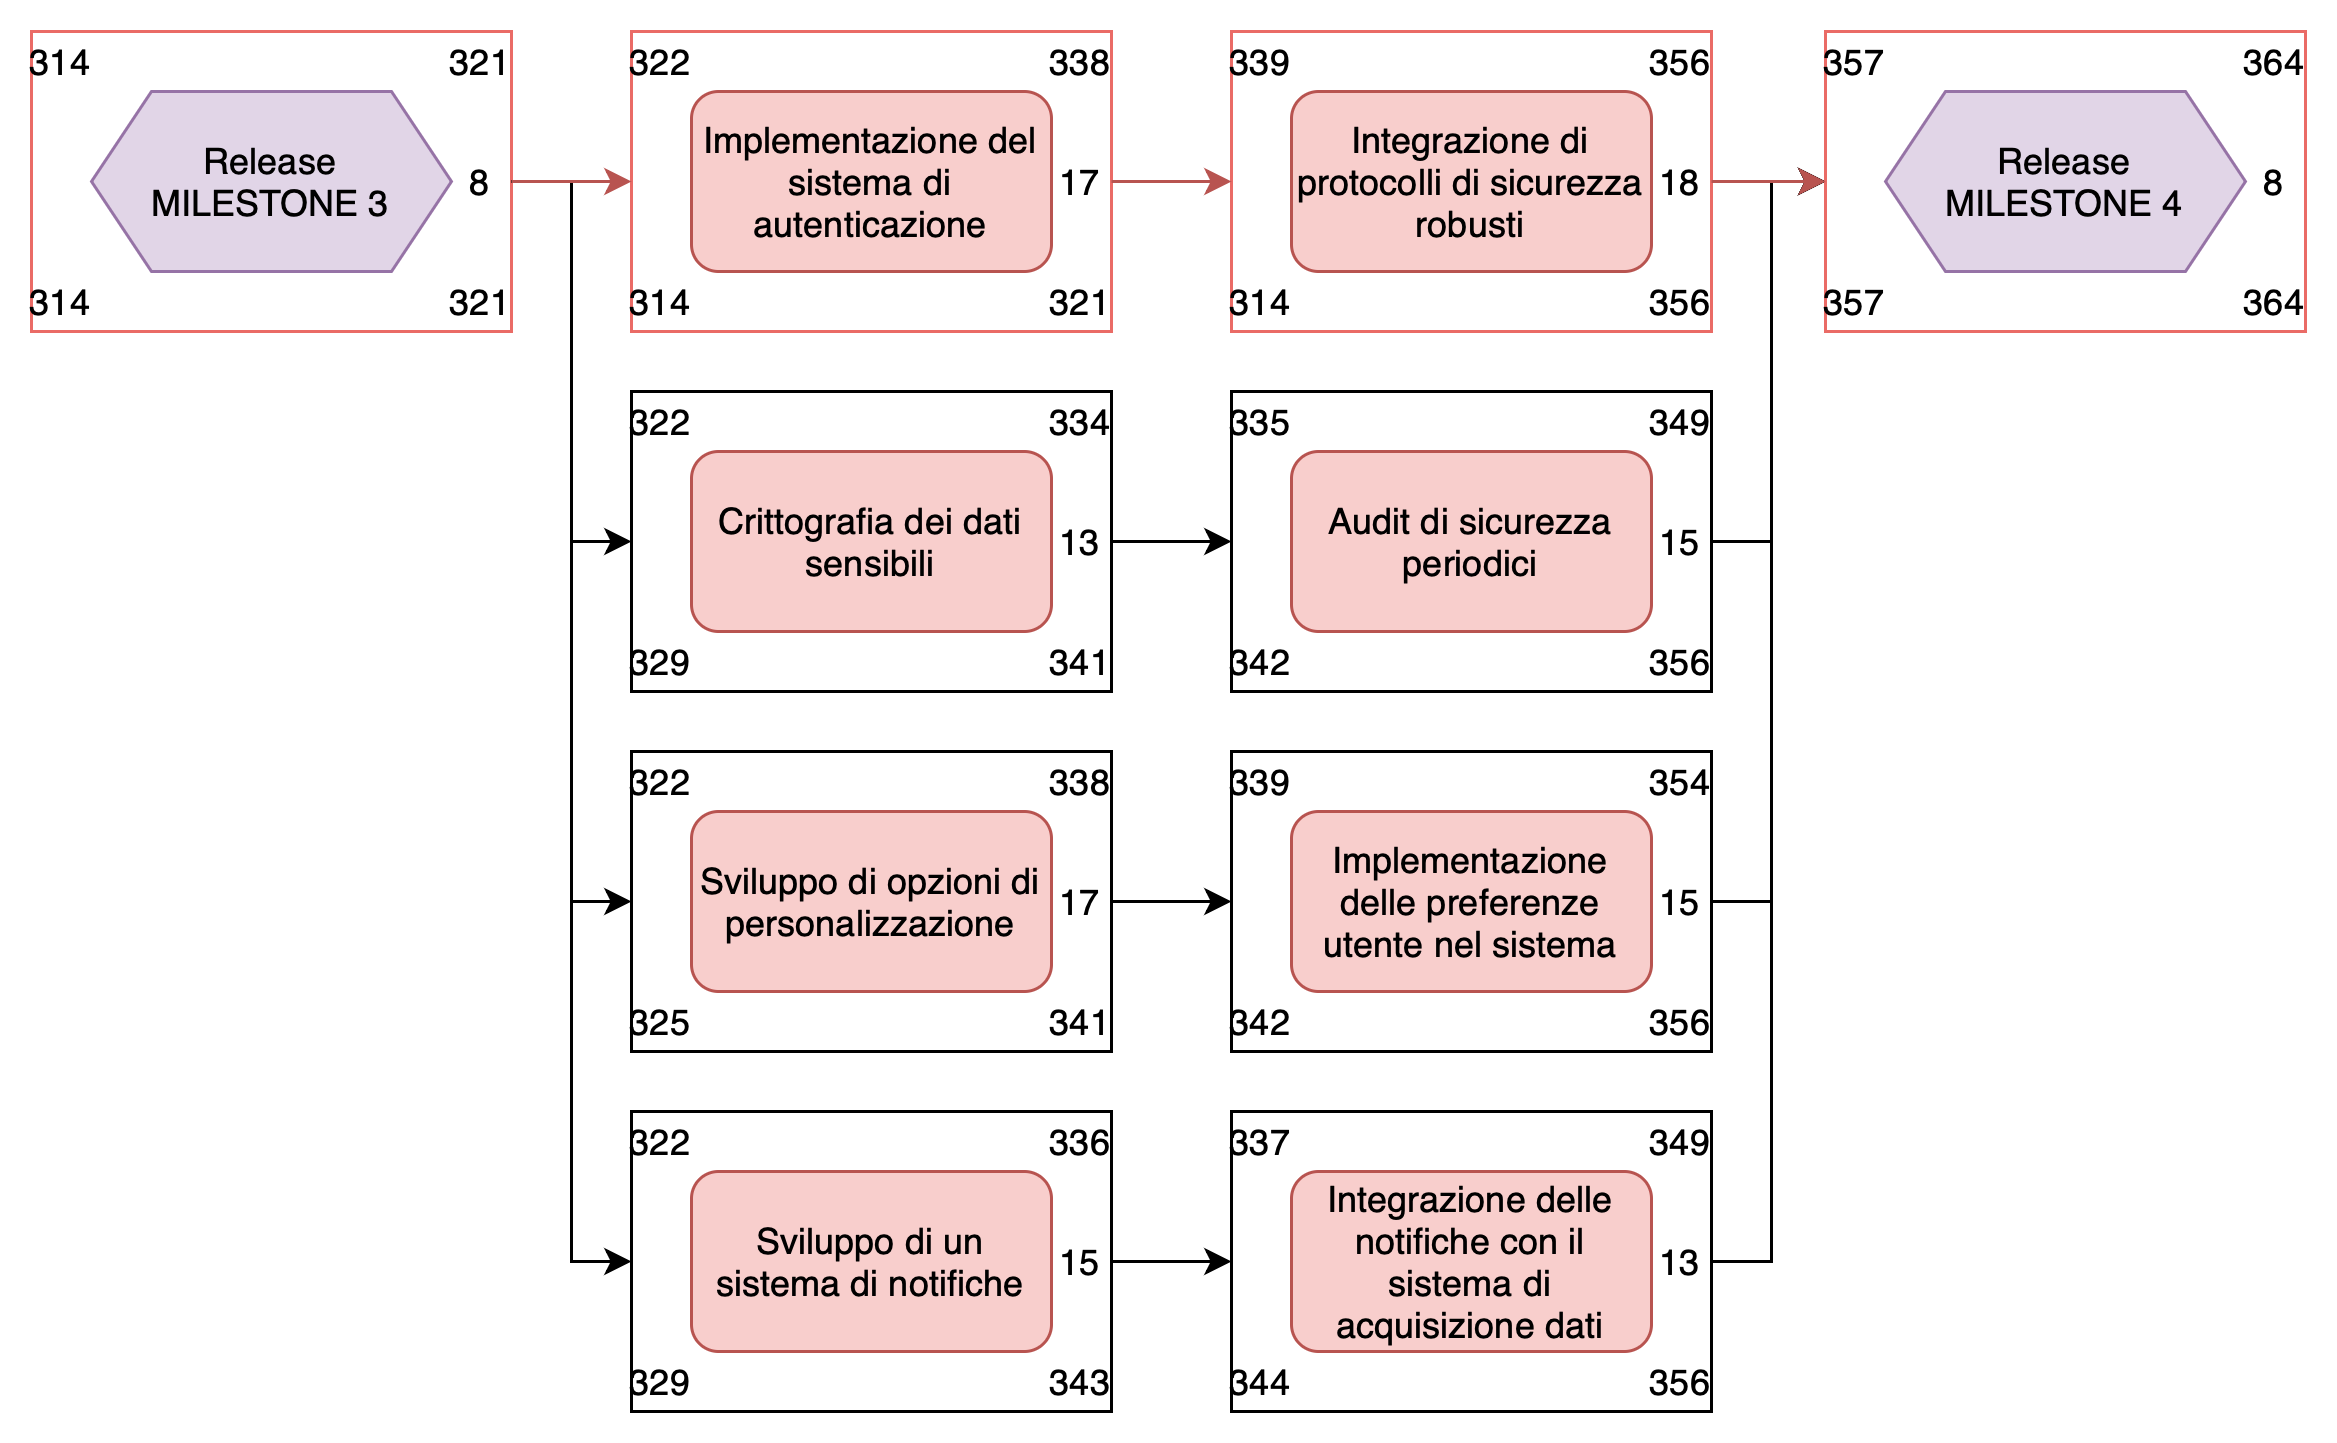 314
321
Release
MILESTONE 3
8
314
321
322
338
Implementazione del
sistema di
autenticazione
17
314
321
339
356
Integrazione di
protocolli di sicurezza
robusti
18
314
356
357
364
Release
MILESTONE 4
8
357
364
322
334
Crittografia dei dati
sensibili
13
329
341
335
349
Audit di sicurezza
periodici
15
342
356
322
338
Sviluppo di opzioni di
personalizzazione
17
325
341
339
354
Implementazione
delle preferenze
utente nel sistema
15
342
356
322
336
Sviluppo di un
sistema di notifiche
15
329
343
337
349
Integrazione delle
notifiche con il
sistema di
acquisizione dati
13
344
356